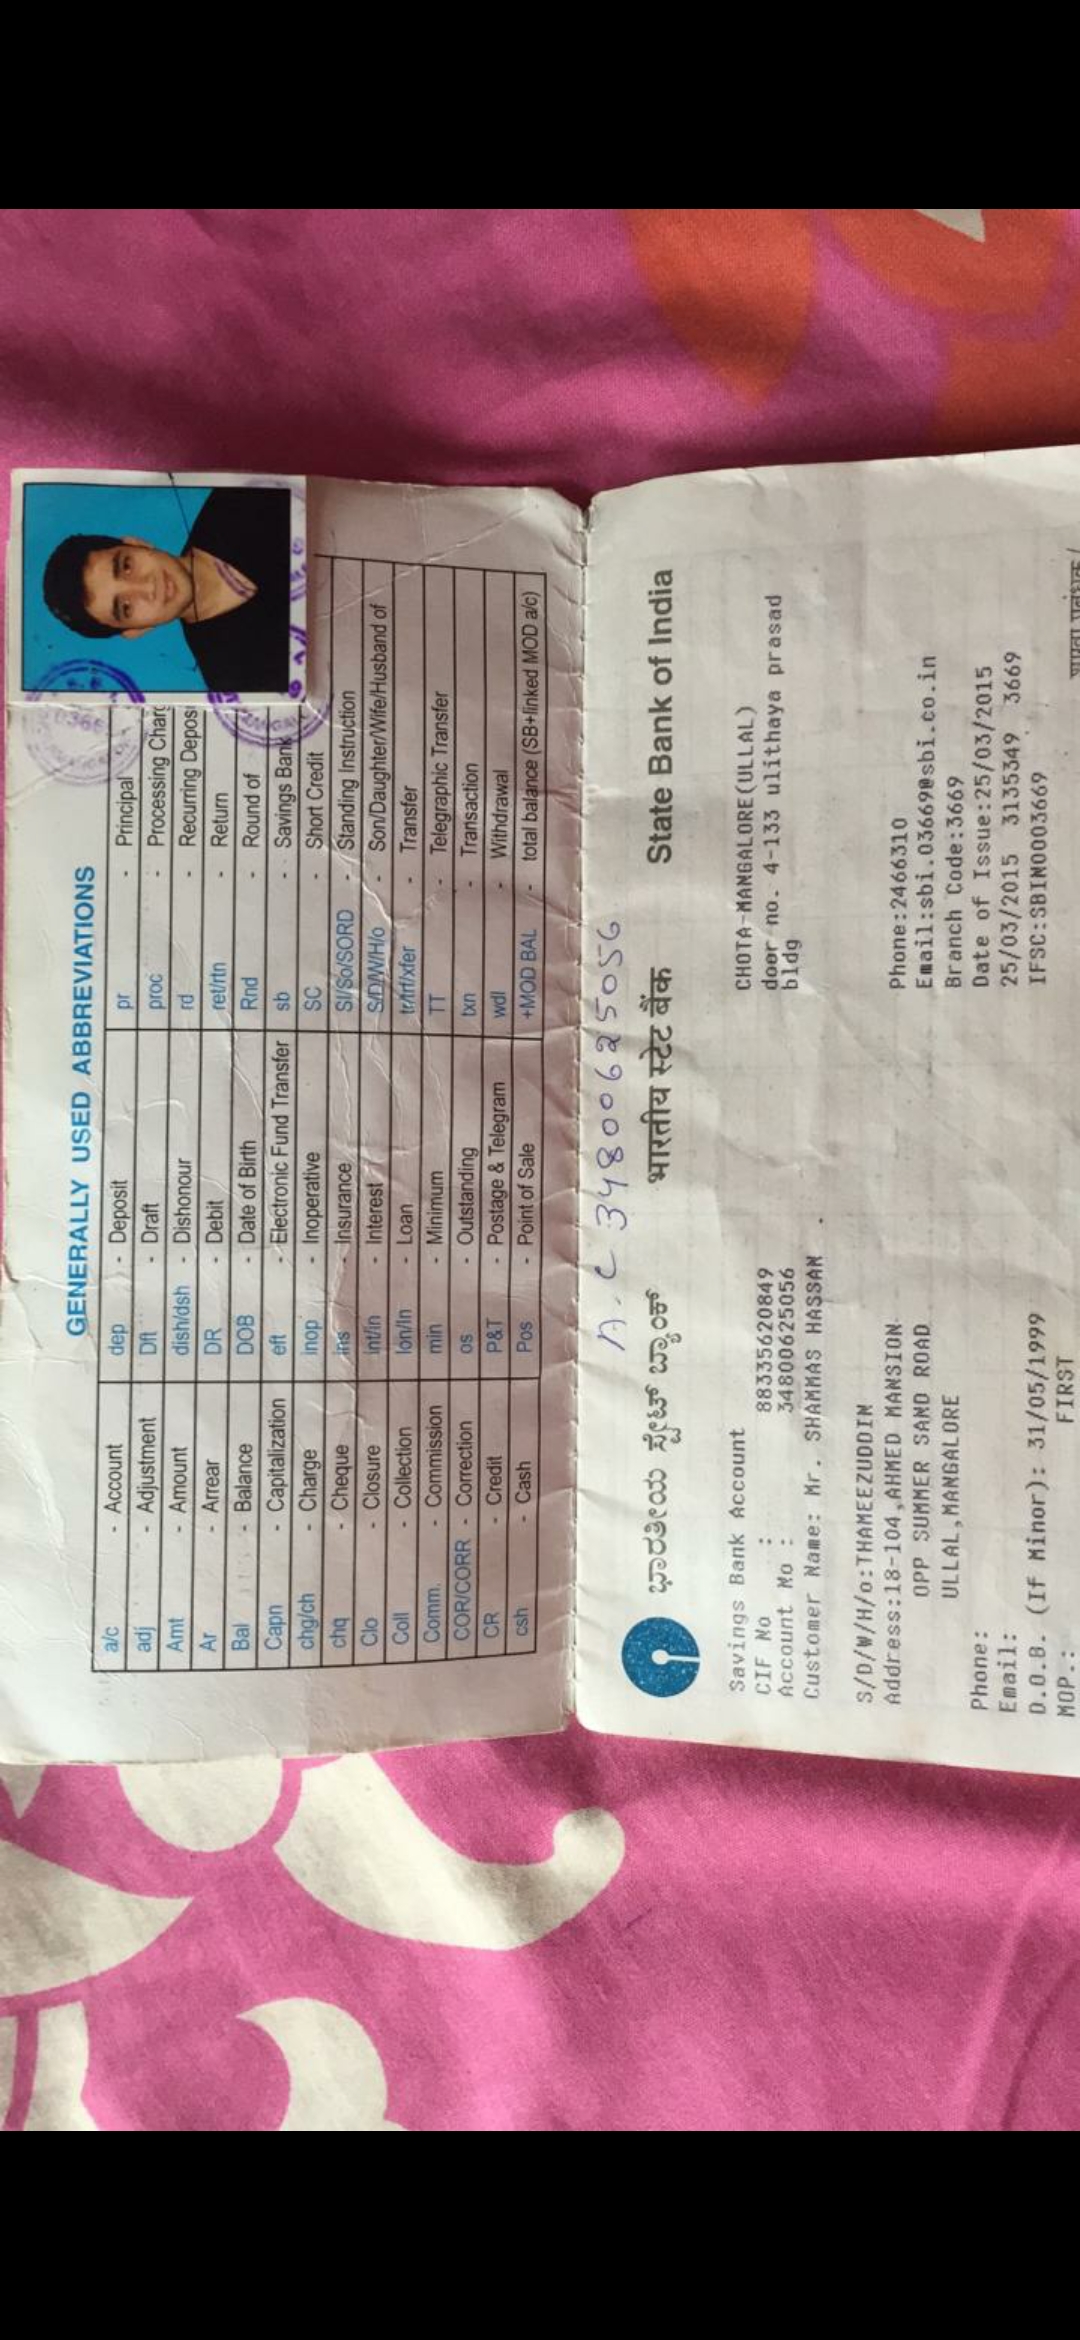 GENERALLY USED ABBREVIATIONS
a/c - Account dep - Deposit pr - Principal
adj - Adjustment Dft - Draft proc - Processing Charg
Amt - Amount dish/dsh - Dishonour rd - Recurring Depos
Ar - Arrear DR - Debit ret/rtn - Return
Bal - Balance DOB - Date of Birth Rnd - Round of
Capn - Capitalization eft - Electronic Fund Transfer sb - Savings Bank
chg/ch - Charge inop - Inoperative SC - Short Credit
chq - Cheque ins - Insurance SI/So/SORD - Standing Instruction
Clo - Closure int/in - Interest S/D/W/H/o - Son/Daughter/Wife/Husband of
Coll - Collection lon/ln - Loan tr/trf/xfer - Transfer
Comm. - Commission min - Minimum TT - Telegraphic Transfer
COR/CORR - Correction os - Outstanding txn - Transaction
CR - Credit P&T - Postage & Telegram wdl - Withdrawal
csh - Cash Pos - Point of Sale +MOD BAL - total balance (SB+linked MOD a/c)
A.C 34800625056
ಭಾರತೀಯ ಸ್ಟೇಟ್ ಬ್ಯಾಂಕ್ भारतीय स्टेट बैंक State Bank of India
Savings Bank Account CHOTA-MANGALORE(ULLAL)
CIF No : 88335620849 door no. 4-133 ulithaya prasad
Account No : 34800625056 bldg
Customer Name: Mr. SHAMMAS HASSAN
S/D/W/H/o:THAMEEZUDDIN
Address:18-104,AHMED MANSION Phone:2466310
OPP SUMMER SAND ROAD Email:sbi.03669@sbi.co.in
ULLAL,MANGALORE Branch Code:3669
Phone: Date of Issue:25/03/2015
Email: 25/03/2015 3135349 3669
D.O.B. (If Minor): 31/05/1999 IFSC:SBIN0003669
MOP.: FIRST